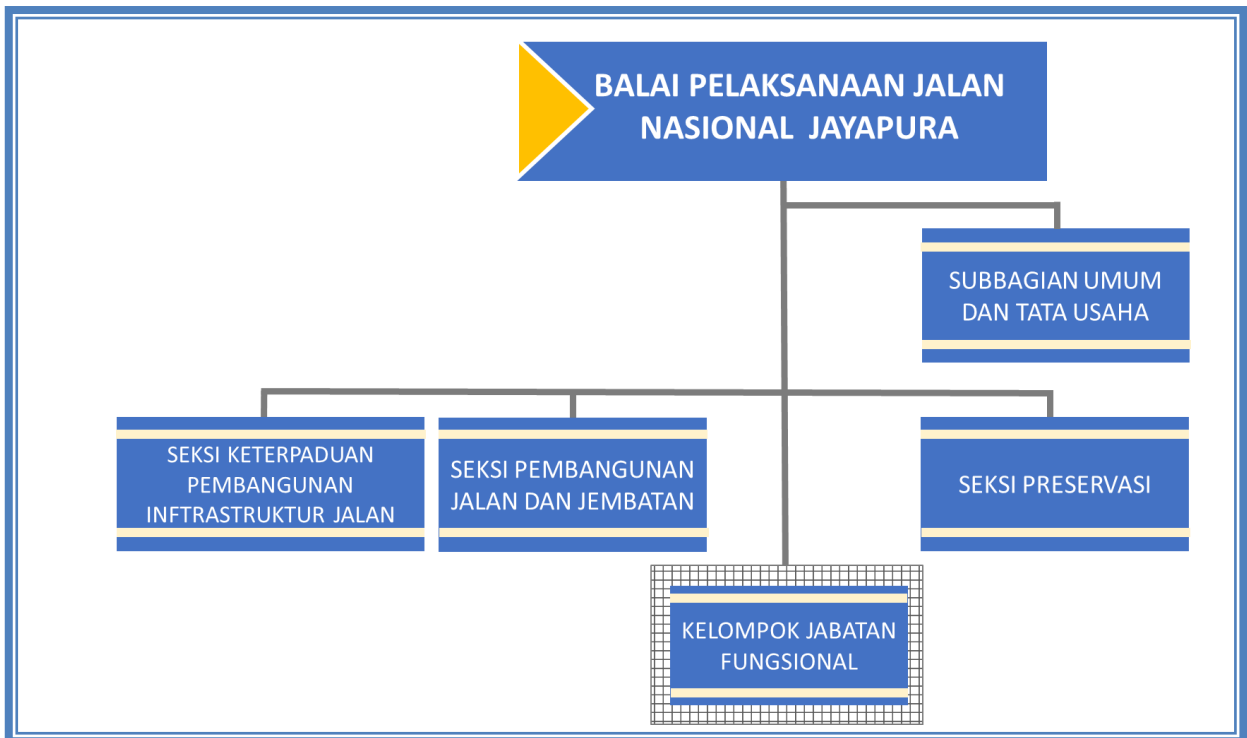 BALAI PELAKSANAAN JALAN
NASIONAL JAYAPURA
SUBBAGIAN UMUM
DAN TATA USAHA
SEKSI KETERPADUAN
PEMBANGUNAN
INFTRASTRUKTUR JALAN
SEKSI PEMBANGUNAN
JALAN DAN JEMBATAN
SEKSI PRESERVASI
KELOMPOK JABATAN
FUNGSIONAL